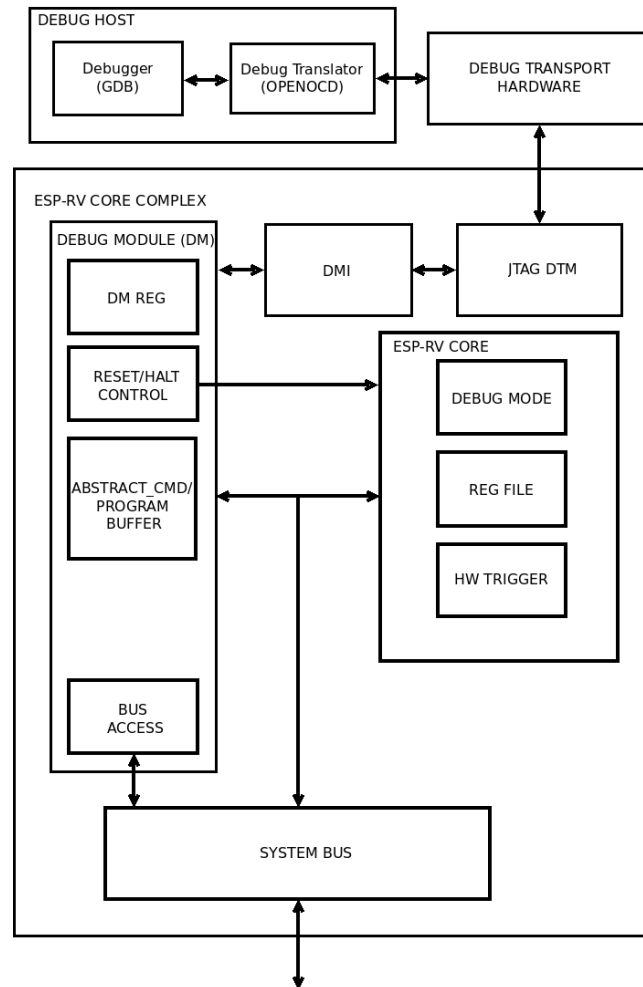 DEBUG HOST
Debugger
(GDB)
Debug Translator
(OPENOCD)
DEBUG TRANSPORT
HARDWARE
ESP-RV CORE COMPLEX
DEBUG MODULE (DM)
DM REG
RESET/HALT
CONTROL
ABSTRACT_CMD/
PROGRAM
BUFFER
BUS
ACCESS
DMI
JTAG DTM
ESP-RV CORE
DEBUG MODE
REG FILE
HW TRIGGER
SYSTEM BUS